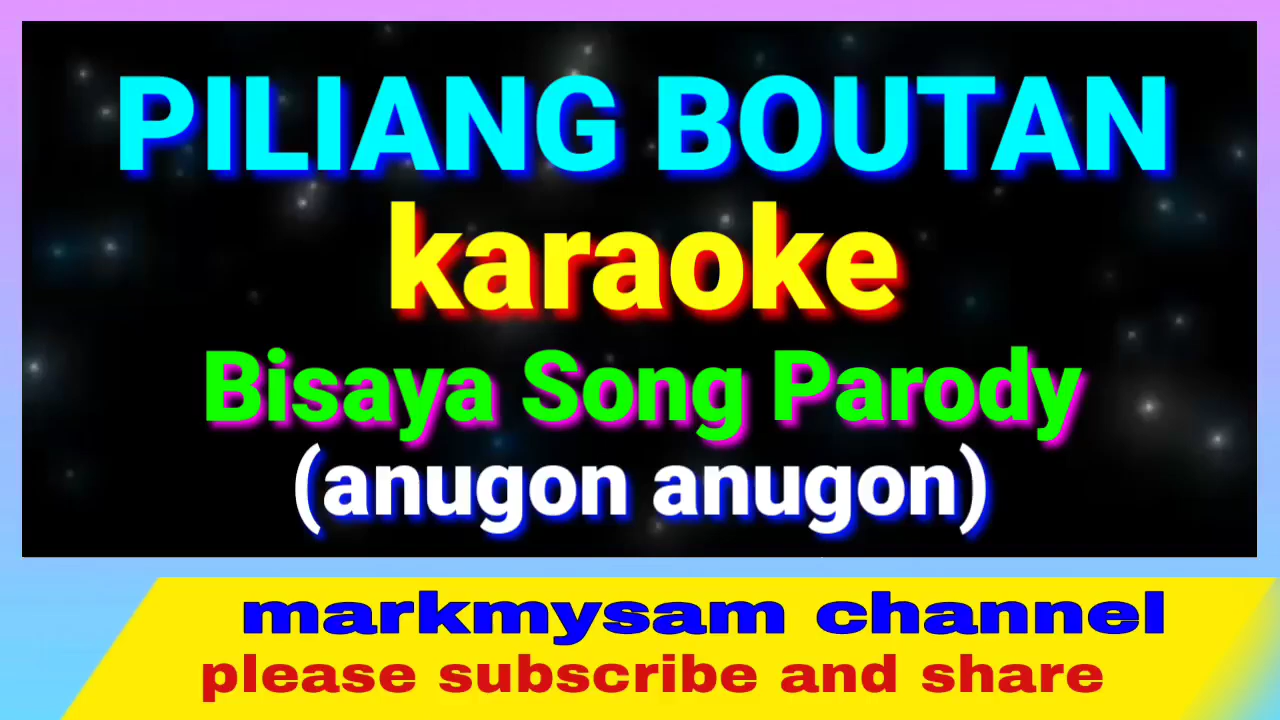 PILIANG BOUTAN
karaoke
Bisaya Song Parody
(anugon anugon)
markmysam channel
please subscribe and share